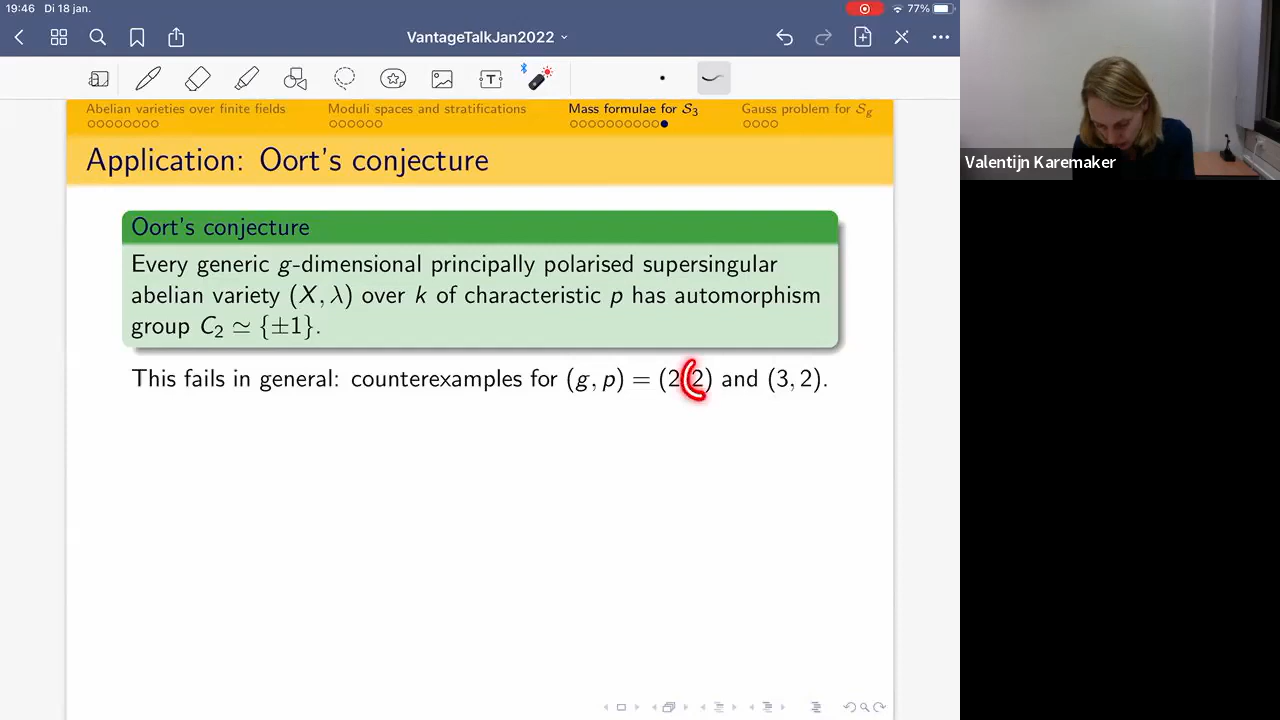 19:46 Di 18 jan.
77%
VantageTalkJan2022
Abelian varieties over finite fields
Moduli spaces and stratifications
Mass formulae for 𝒮₃
Gauss problem for 𝒮g
Application: Oort's conjecture
Oort's conjecture
Every generic g-dimensional principally polarised supersingular
abelian variety (X, λ) over k of characteristic p has automorphism
group C₂ ≃ {±1}.
This fails in general: counterexamples for (g, p) = (2, 2) and (3, 2).
Valentijn Karemaker